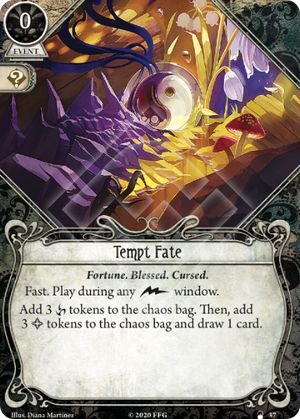 0
EVENT
?
Tempt Fate
Fortune. Blessed. Cursed.
Fast. Play during any window.
Add 3 tokens to the chaos bag. Then, add
3 tokens to the chaos bag and draw 1 card.
Illus. Diana Martinez
© 2020 FFG
37